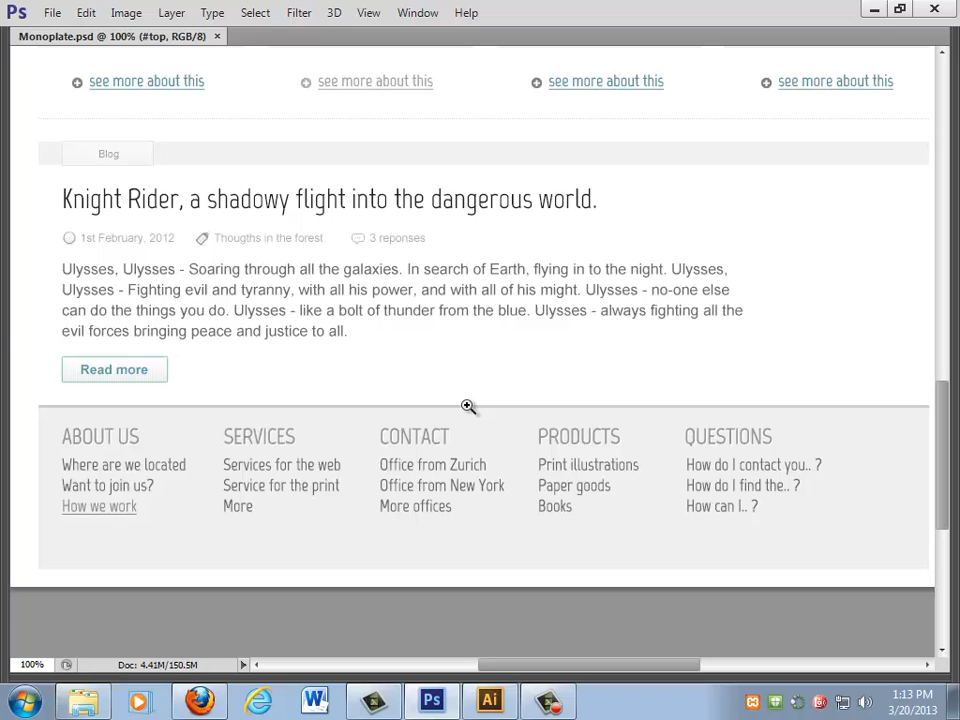 Ps File Edit Image Layer Type Select Filter 3D View Window Help
Monoplate.psd @ 100% (#top, RGB/8) ×
see more about this see more about this see more about this see more about this
Blog
Knight Rider, a shadowy flight into the dangerous world.
1st February, 2012 Thougths in the forest 3 reponses
Ulysses, Ulysses - Soaring through all the galaxies. In search of Earth, flying in to the night. Ulysses,
Ulysses - Fighting evil and tyranny, with all his power, and with all of his might. Ulysses - no-one else
can do the things you do. Ulysses - like a bolt of thunder from the blue. Ulysses - always fighting all the
evil forces bringing peace and justice to all.
Read more
ABOUT US SERVICES CONTACT PRODUCTS QUESTIONS
Where are we located Services for the web Office from Zurich Print illustrations How do I contact you.. ?
Want to join us? Service for the print Office from New York Paper goods How do I find the.. ?
How we work More More offices Books How can I.. ?
100% Doc: 4.41M/150.5M
W Ps Ai 1:13 PM
3/20/2013